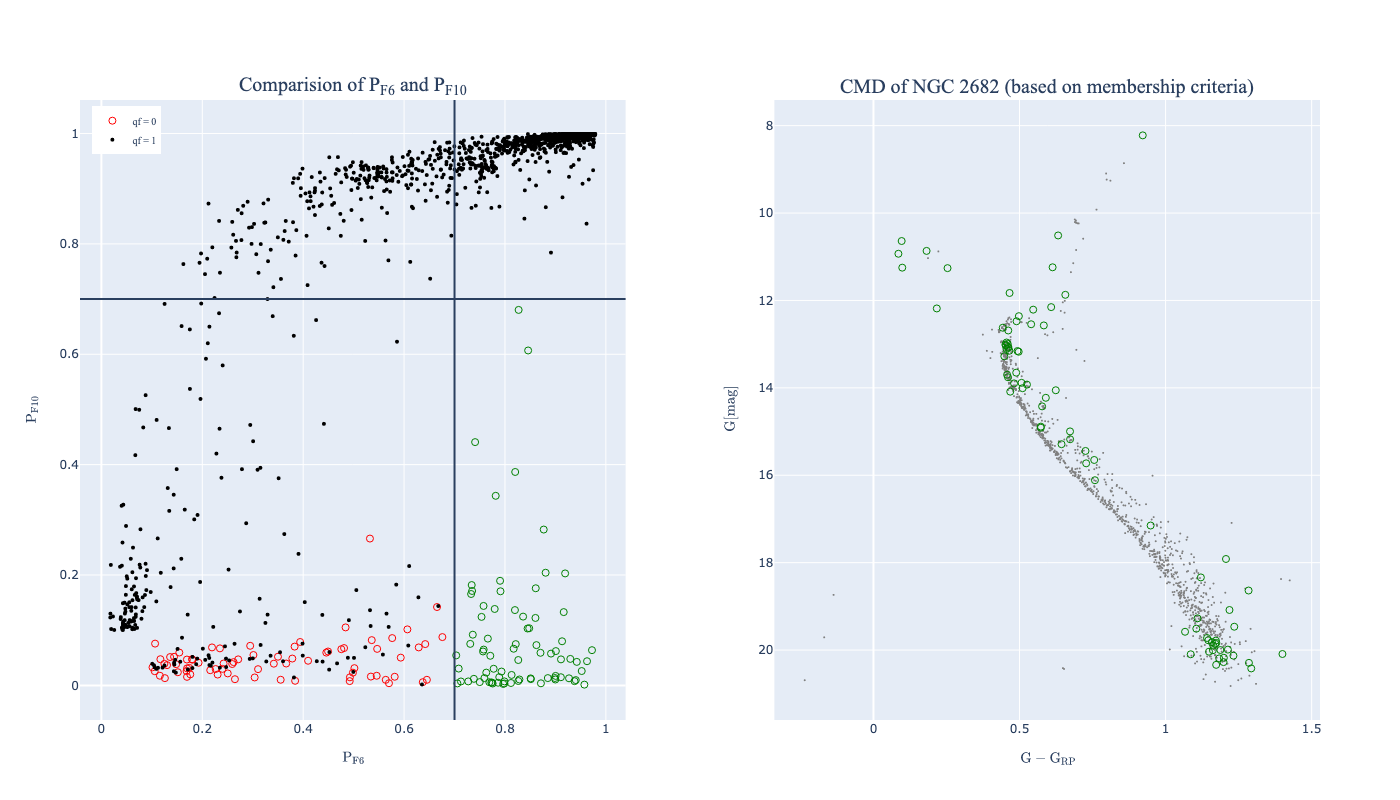 Comparision of P_F6 and P_F10
qf = 0
qf = 1
1
0.8
0.6
0.4
0.2
0
P_F10
0
0.2
0.4
0.6
0.8
1
P_F6
CMD of NGC 2682 (based on membership criteria)
8
10
12
14
16
18
20
G[mag]
0
0.5
1
1.5
G − G_RP